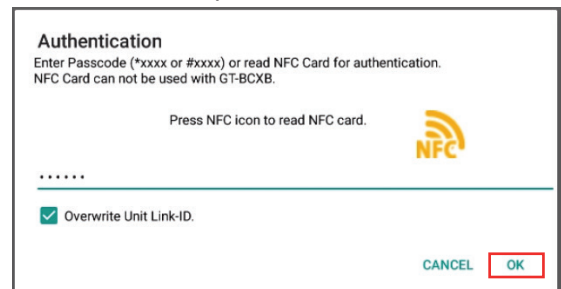 Authentication
Enter Passcode (*xxxx or #xxxx) or read NFC Card for authentication.
NFC Card can not be used with GT-BCXB.
Press NFC icon to read NFC card.
NFC
······
Overwrite Unit Link-ID.
CANCEL OK